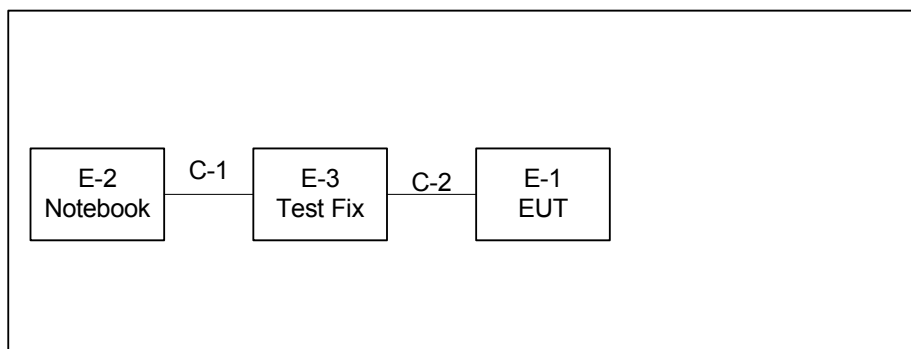 E-2
Notebook
C-1
E-3
Test Fix
C-2
E-1
EUT